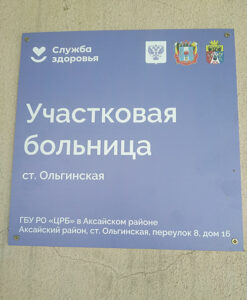 Служба
здоровья
Участковая
больница
ст. Ольгинская
ГБУ РО «ЦРБ» в Аксайском районе
Аксайский район, ст. Ольгинская, переулок 8, дом 16